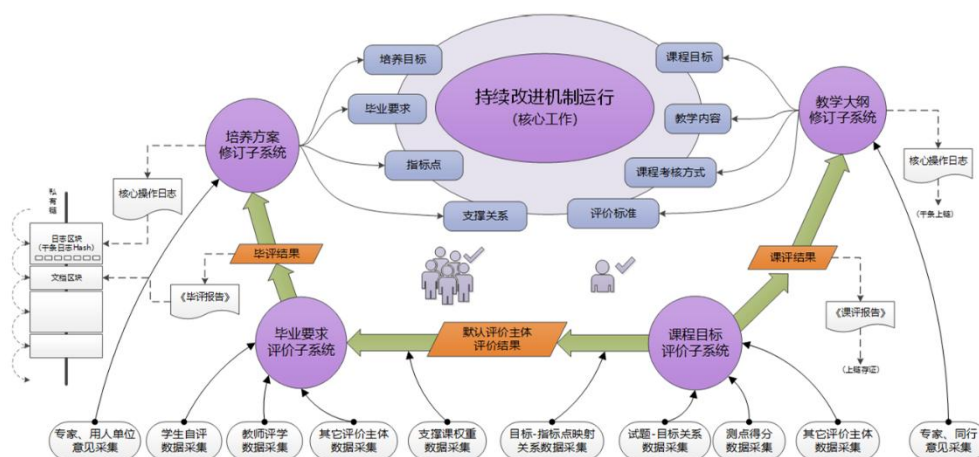 培养目标
毕业要求
指标点
支撑关系
持续改进机制运行
(核心工作)
课程目标
教学内容
课程考核方式
评价标准
培养方案
修订子系统
教学大纲
修订子系统
核心操作日志
核心操作日志
(千条上链)
私有链
日志区块
(千条日志Hash)
文档区块
毕评结果
《毕评报告》
课评结果
《课评报告》
(上链存证)
毕业要求
评价子系统
默认评价主体
评价结果
课程目标
评价子系统
专家、用人单位
意见采集
学生自评
数据采集
教师评学
数据采集
其它评价主体
数据采集
支撑课权重
数据采集
目标-指标点映射
关系数据采集
试题-目标关系
数据采集
测点得分
数据采集
其它评价主体
数据采集
专家、同行
意见采集